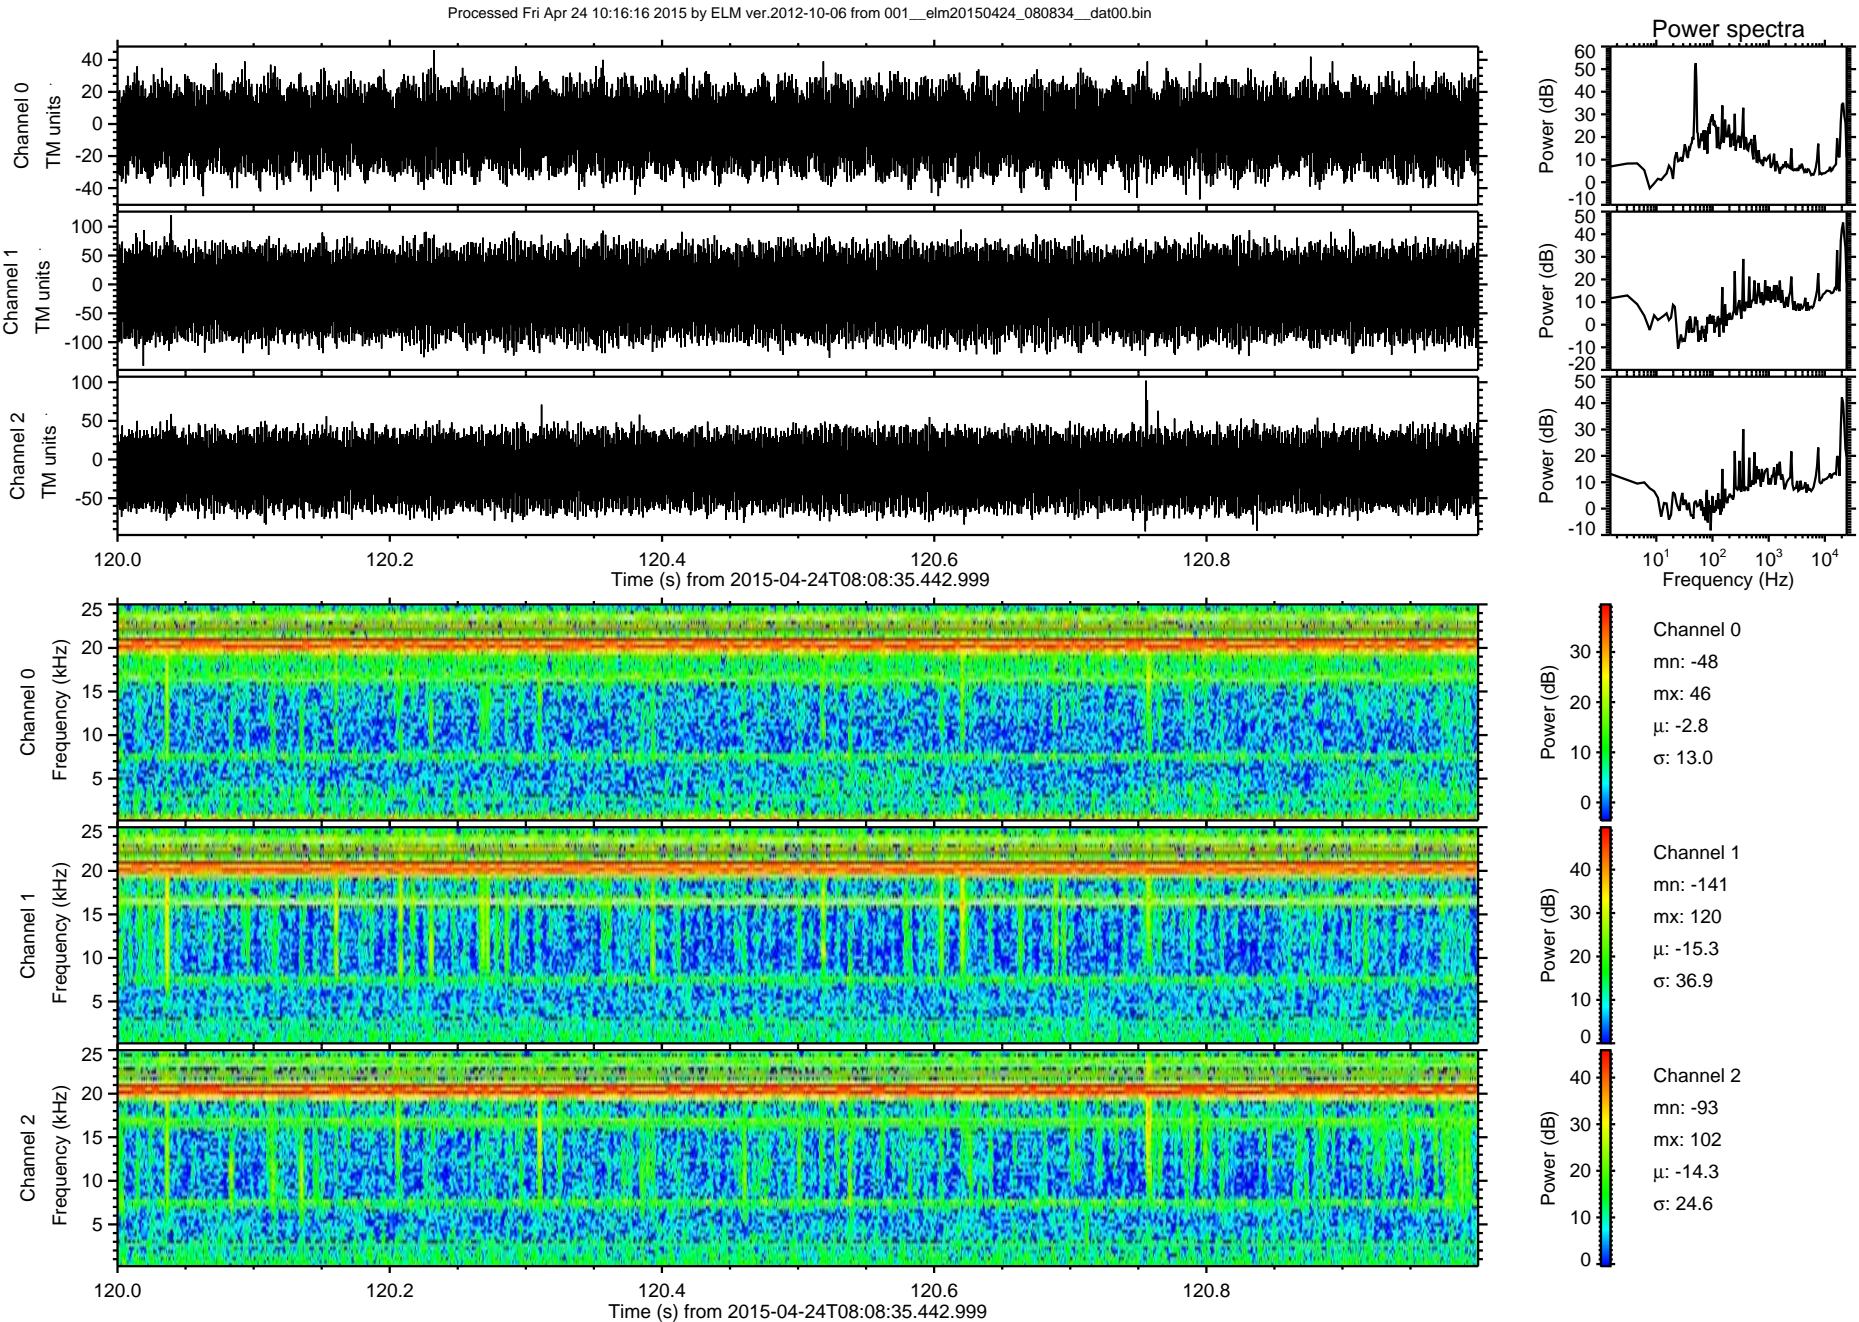 Processed Fri Apr 24 10:16:16 2015 by ELM ver.2012-10-06 from 001__elm20150424_080834__dat00.bin
Power spectra
Channel 0
TM units
40
20
0
-20
-40
Power (dB)
60
50
40
30
20
10
0
-10
Channel 1
TM units
100
50
0
-50
-100
Power (dB)
50
40
30
20
10
0
-10
-20
Channel 2
TM units
100
50
0
-50
Power (dB)
50
40
30
20
10
0
-10
120.0 120.2 120.4 120.6 120.8
Time (s) from 2015-04-24T08:08:35.442.999
10^1 10^2 10^3 10^4
Frequency (Hz)
Channel 0
Frequency (kHz)
25
20
15
10
5
Power (dB)
30
20
10
0
Channel 0
mn: -48
mx: 46
μ: -2.8
σ: 13.0
Channel 1
Frequency (kHz)
25
20
15
10
5
Power (dB)
40
30
20
10
0
Channel 1
mn: -141
mx: 120
μ: -15.3
σ: 36.9
Channel 2
Frequency (kHz)
25
20
15
10
5
Power (dB)
40
30
20
10
0
Channel 2
mn: -93
mx: 102
μ: -14.3
σ: 24.6
120.0 120.2 120.4 120.6 120.8
Time (s) from 2015-04-24T08:08:35.442.999